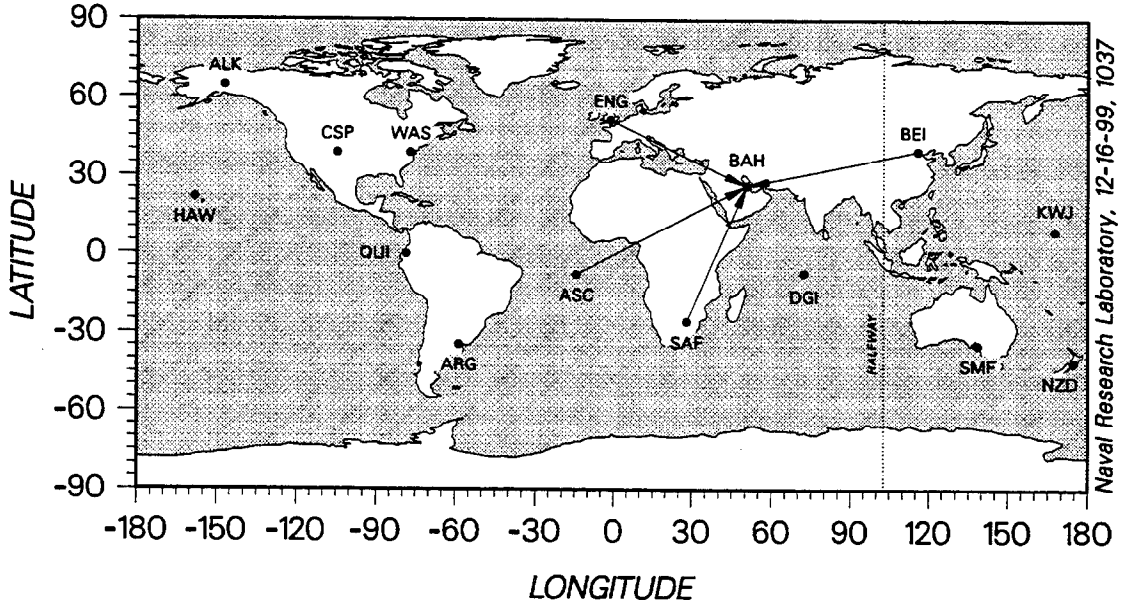 90
60
30
0
-30
-60
-90
LATITUDE
ALK
CSP
WAS
HAW
QUI
ARG
ENG
BAH
BEI
ASC
SAF
DGI
KWJ
SMF
NZD
HALFWAY
-180 -150 -120 -90 -60 -30 0 30 60 90 120 150 180
LONGITUDE
Naval Research Laboratory, 12-16-99, 1037